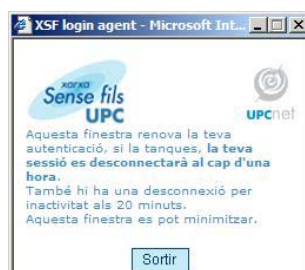 XSF login agent - Microsoft Int...
xarxa
Sense fils
UPC
UPCnet
Aquesta finestra renova la teva
autenticació, si la tanques, la teva
sessió es desconnectarà al cap d'una
hora.
També hi ha una desconnexió per
inactivitat als 20 minuts.
Aquesta finestra es pot minimitzar.
Sortir